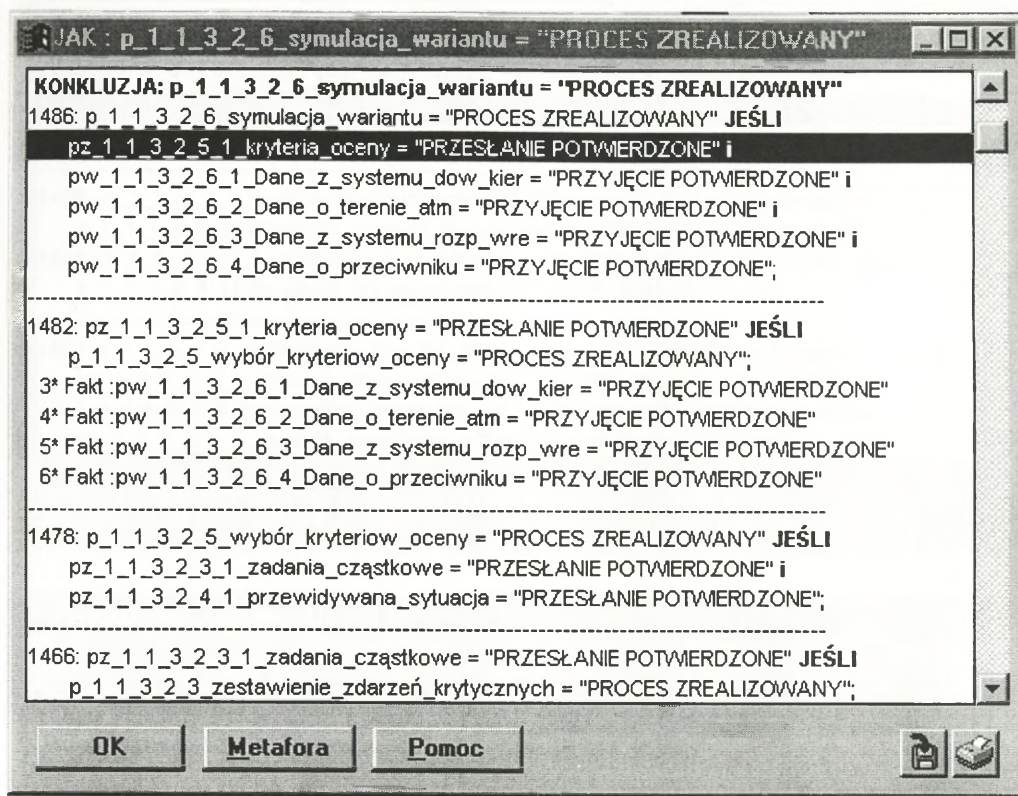 JAK : p_1_1_3_2_6_symulacja_wariantu = "PROCES ZREALIZOWANY"
KONKLUZJA: p_1_1_3_2_6_symulacja_wariantu = "PROCES ZREALIZOWANY"
1486: p_1_1_3_2_6_symulacja_wariantu = "PROCES ZREALIZOWANY" JEŚLI
pz_1_1_3_2_5_1_kryteria_oceny = "PRZESŁANIE POTWIERDZONE" i
pw_1_1_3_2_6_1_Dane_z_systemu_dow_kier = "PRZYJĘCIE POTWIERDZONE" i
pw_1_1_3_2_6_2_Dane_o_terenie_atm = "PRZYJĘCIE POTWIERDZONE" i
pw_1_1_3_2_6_3_Dane_z_systemu_rozp_wre = "PRZYJĘCIE POTWIERDZONE" i
pw_1_1_3_2_6_4_Dane_o_przeciwniku = "PRZYJĘCIE POTWIERDZONE";
1482: pz_1_1_3_2_5_1_kryteria_oceny = "PRZESŁANIE POTWIERDZONE" JEŚLI
p_1_1_3_2_5_wybór_kryteriow_oceny = "PROCES ZREALIZOWANY";
3* Fakt :pw_1_1_3_2_6_1_Dane_z_systemu_dow_kier = "PRZYJĘCIE POTWIERDZONE"
4* Fakt :pw_1_1_3_2_6_2_Dane_o_terenie_atm = "PRZYJĘCIE POTWIERDZONE"
5* Fakt :pw_1_1_3_2_6_3_Dane_z_systemu_rozp_wre = "PRZYJĘCIE POTWIERDZONE"
6* Fakt :pw_1_1_3_2_6_4_Dane_o_przeciwniku = "PRZYJĘCIE POTWIERDZONE"
1478: p_1_1_3_2_5_wybór_kryteriow_oceny = "PROCES ZREALIZOWANY" JEŚLI
pz_1_1_3_2_3_1_zadania_cząstkowe = "PRZESŁANIE POTWIERDZONE" i
pz_1_1_3_2_4_1_przewidywana_sytuacja = "PRZESŁANIE POTWIERDZONE";
1466: pz_1_1_3_2_3_1_zadania_cząstkowe = "PRZESŁANIE POTWIERDZONE" JEŚLI
p_1_1_3_2_3_zestawienie_zdarzeń_krytycznych = "PROCES ZREALIZOWANY";
OK Metafora Pomoc